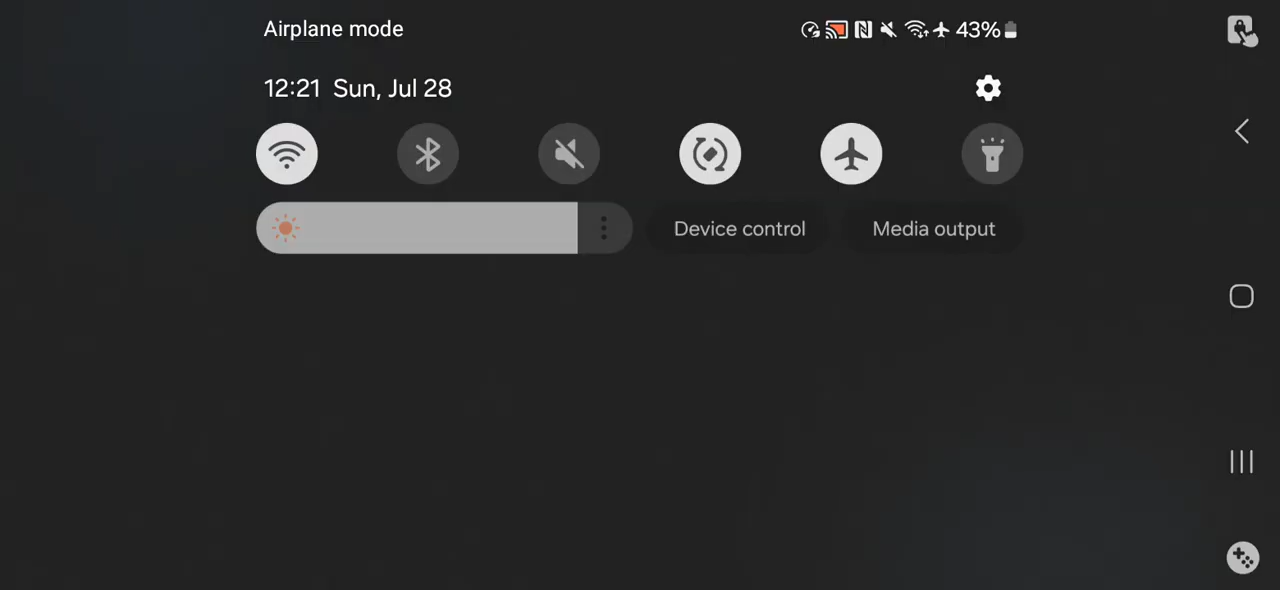 Airplane mode
43%
12:21 Sun, Jul 28
Device control
Media output